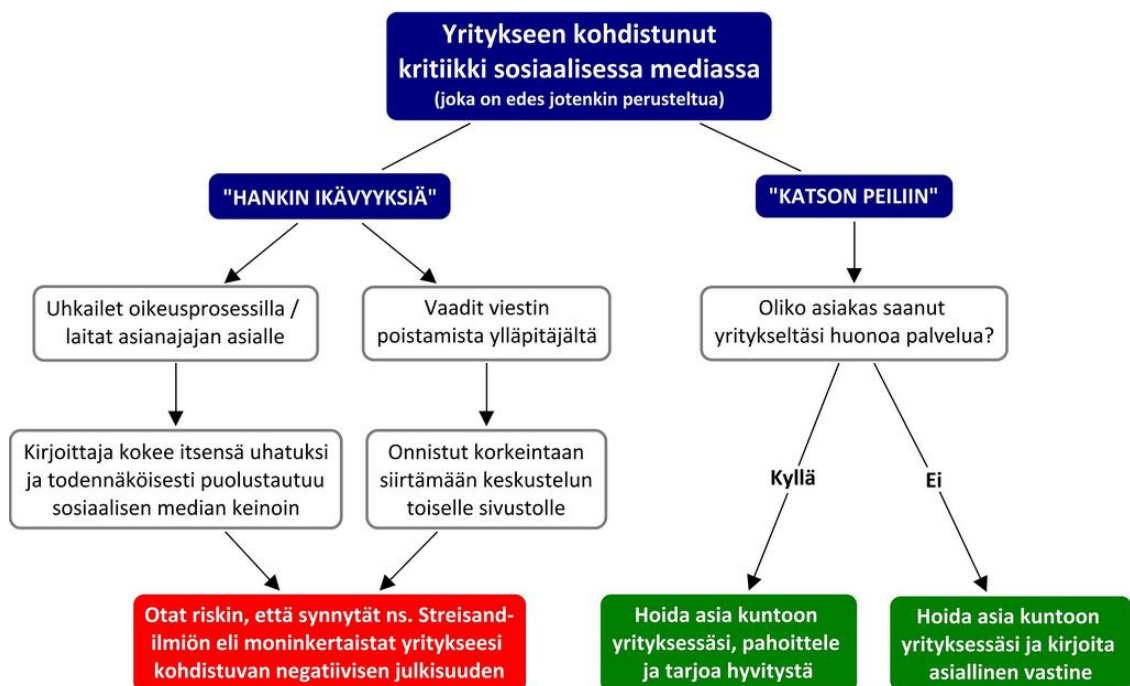 Yritykseen kohdistunut
kritiikki sosiaalisessa mediassa
(joka on edes jotenkin perusteltua)
"HANKIN IKÄVYYKSIÄ"
"KATSON PEILIIN"
Uhkailet oikeusprosessilla /
laitat asianajajan asialle
Vaadit viestin
poistamista ylläpitäjältä
Oliko asiakas saanut
yritykseltäsi huonoa palvelua?
Kirjoittaja kokee itsensä uhatuksi
ja todennäköisesti puolustautuu
sosiaalisen median keinoin
Onnistut korkeintaan
siirtämään keskustelun
toiselle sivustolle
Kyllä
Ei
Otat riskin, että synnytät ns. Streisand-
ilmiön eli moninkertaistat yritykseesi
kohdistuvan negatiivisen julkisuuden
Hoida asia kuntoon
yrityksessäsi, pahoittele
ja tarjoa hyvitystä
Hoida asia kuntoon
yrityksessäsi ja kirjoita
asiallinen vastine